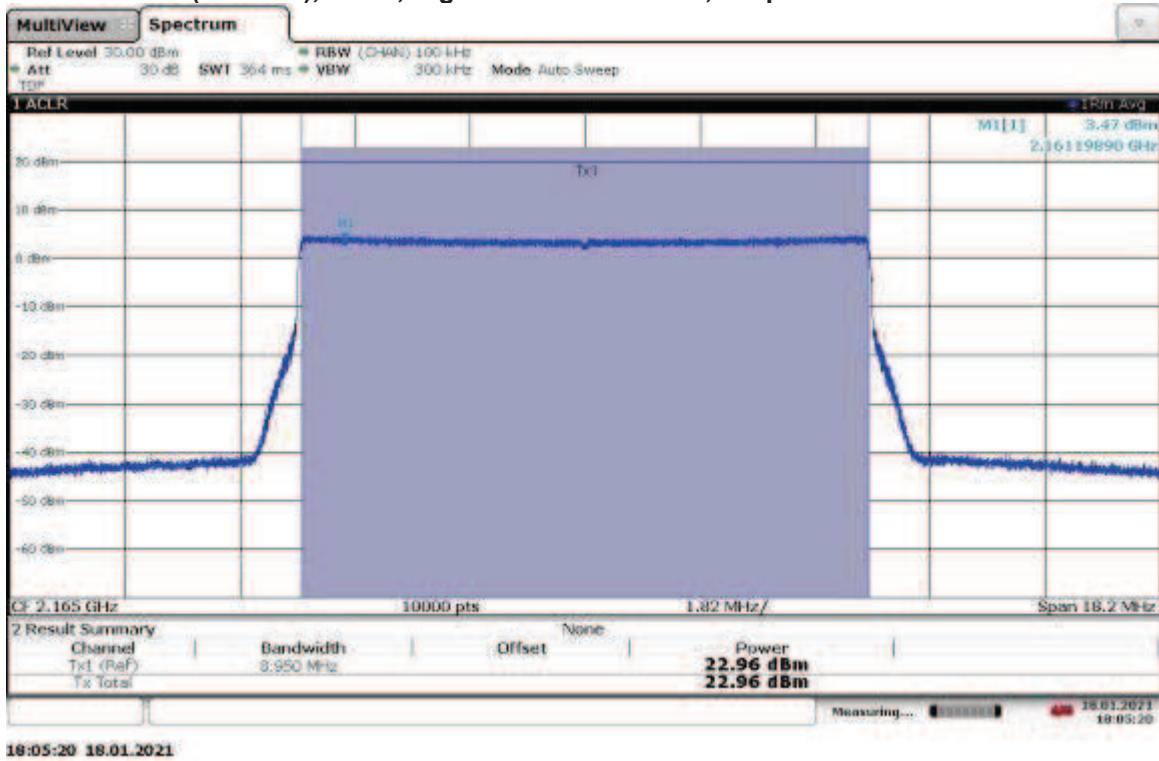 MultiView Spectrum
Ref Level 30.00 dBm RBW (CHAN) 100 kHz
Att 30 dB SWT 364 ms VBW 300 kHz Mode Auto Sweep
TDF
1 ACLR 1Rm Avg
M1[1] 3.47 dBm
2.16119890 GHz
20 dBm
Tx1
10 dBm
M1
0 dBm
-10 dBm
-20 dBm
-30 dBm
-40 dBm
-50 dBm
-60 dBm
CF 2.165 GHz 10000 pts 1.82 MHz/ Span 18.2 MHz
2 Result Summary None
Channel Bandwidth Offset Power
Tx1 (Ref) 8.950 MHz 22.96 dBm
Tx Total 22.96 dBm
Measuring... 18.01.2021
18:05:20
18:05:20 18.01.2021